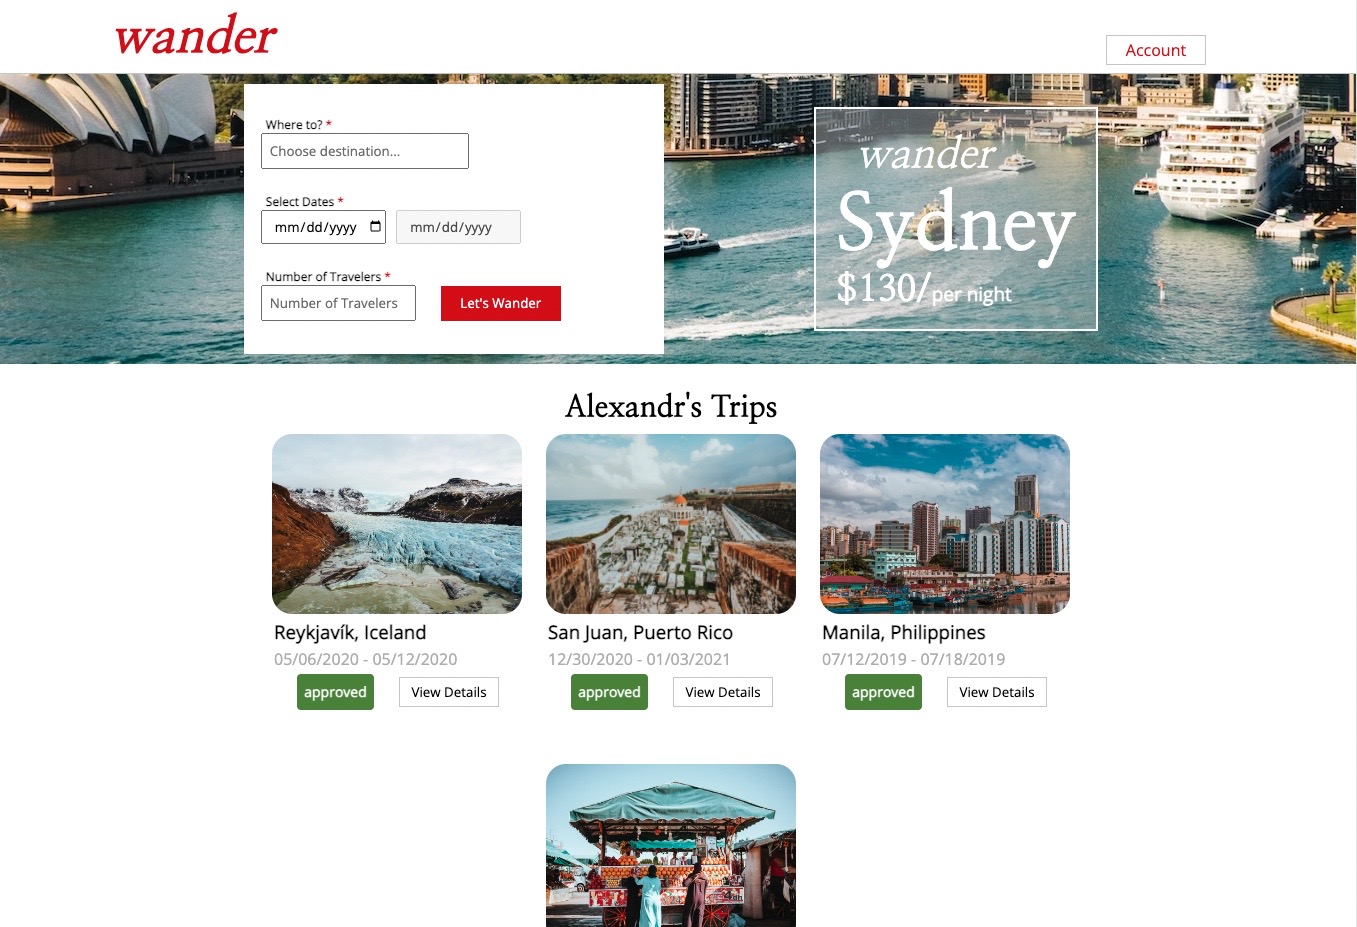 wander
Account
Where to? *
Choose destination...
Select Dates *
mm/dd/yyyy mm/dd/yyyy
Number of Travelers *
Number of Travelers
Let's Wander
wander
Sydney
$130/per night
Alexandr's Trips
Reykjavík, Iceland
05/06/2020 - 05/12/2020
approved View Details
San Juan, Puerto Rico
12/30/2020 - 01/03/2021
approved View Details
Manila, Philippines
07/12/2019 - 07/18/2019
approved View Details